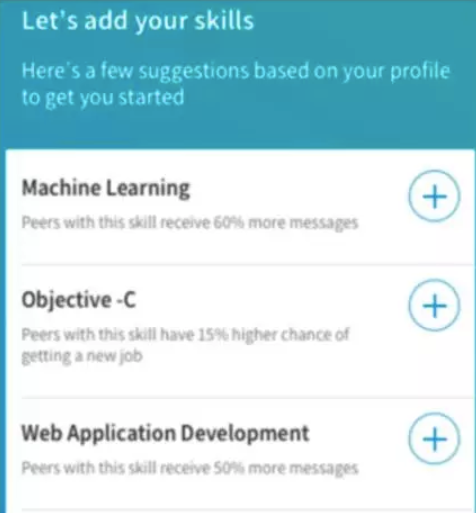 Let's add your skills
Here's a few suggestions based on your profile
to get you started
Machine Learning
Peers with this skill receive 60% more messages
Objective -C
Peers with this skill have 15% higher chance of
getting a new job
Web Application Development
Peers with this skill receive 50% more messages